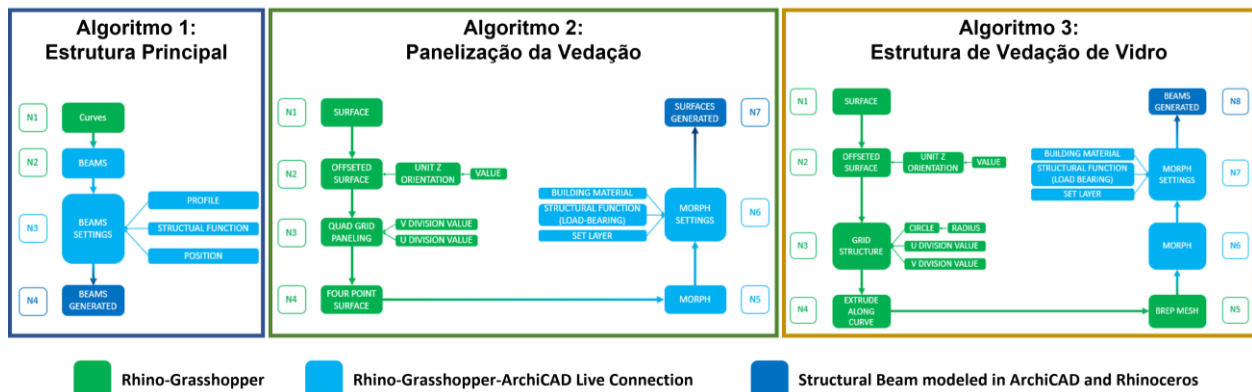 Algoritmo 1:
Estrutura Principal
N1
Curves
N2
BEAMS
N3
BEAMS
SETTINGS
PROFILE
STRUCTUAL FUNCTION
POSITION
N4
BEAMS
GENERATED
Algoritmo 2:
Panelização da Vedação
N1
SURFACE
N2
OFFSETED
SURFACE
UNIT Z
ORIENTATION
VALUE
N3
QUAD GRID
PANELING
V DIVISION VALUE
U DIVISION VALUE
N4
FOUR POINT
SURFACE
SURFACES
GENERATED
N7
BUILDING MATERIAL
STRUCTURAL FUNCTION
(LOAD-BEARING)
SET LAYER
MORPH
SETTINGS
N6
MORPH
N5
Algoritmo 3:
Estrutura de Vedação de Vidro
N1
SURFACE
N2
OFFSETED
SURFACE
UNIT Z
ORIENTATION
VALUE
N3
GRID
STRUCTURE
CIRCLE
RADIUS
U DIVISION VALUE
V DIVISION VALUE
N4
EXTRUDE ALONG
CURVE
BEAMS
GENERATED
N8
BUILDING MATERIAL
STRUCTURAL FUNCTION
(LOAD BEARING)
SET LAYER
MORPH
SETTINGS
N7
MORPH
N6
BREP MESH
N5
Rhino-Grasshopper
Rhino-Grasshopper-ArchiCAD Live Connection
Structural Beam modeled in ArchiCAD and Rhinoceros